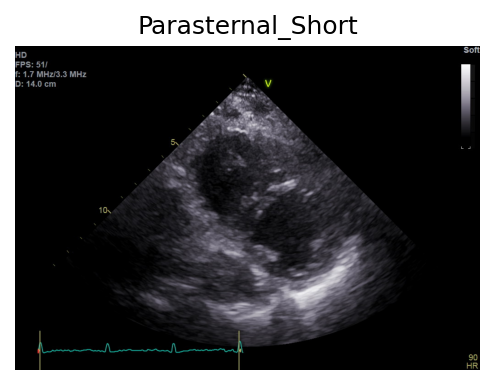 Parasternal_Short
HD
FPS: 51/
f: 1.7 MHz/3.3 MHz
D: 14.0 cm
Soft
V
5
10
90
HR